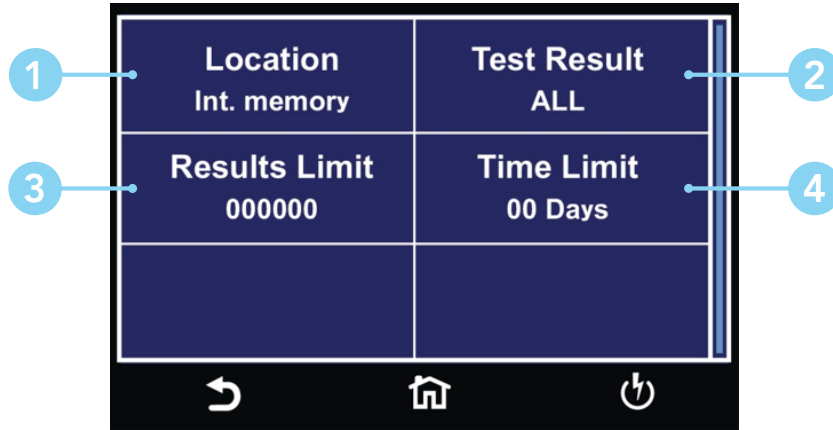 1
Location
Int. memory
Test Result
ALL
2
3
Results Limit
000000
Time Limit
00 Days
4